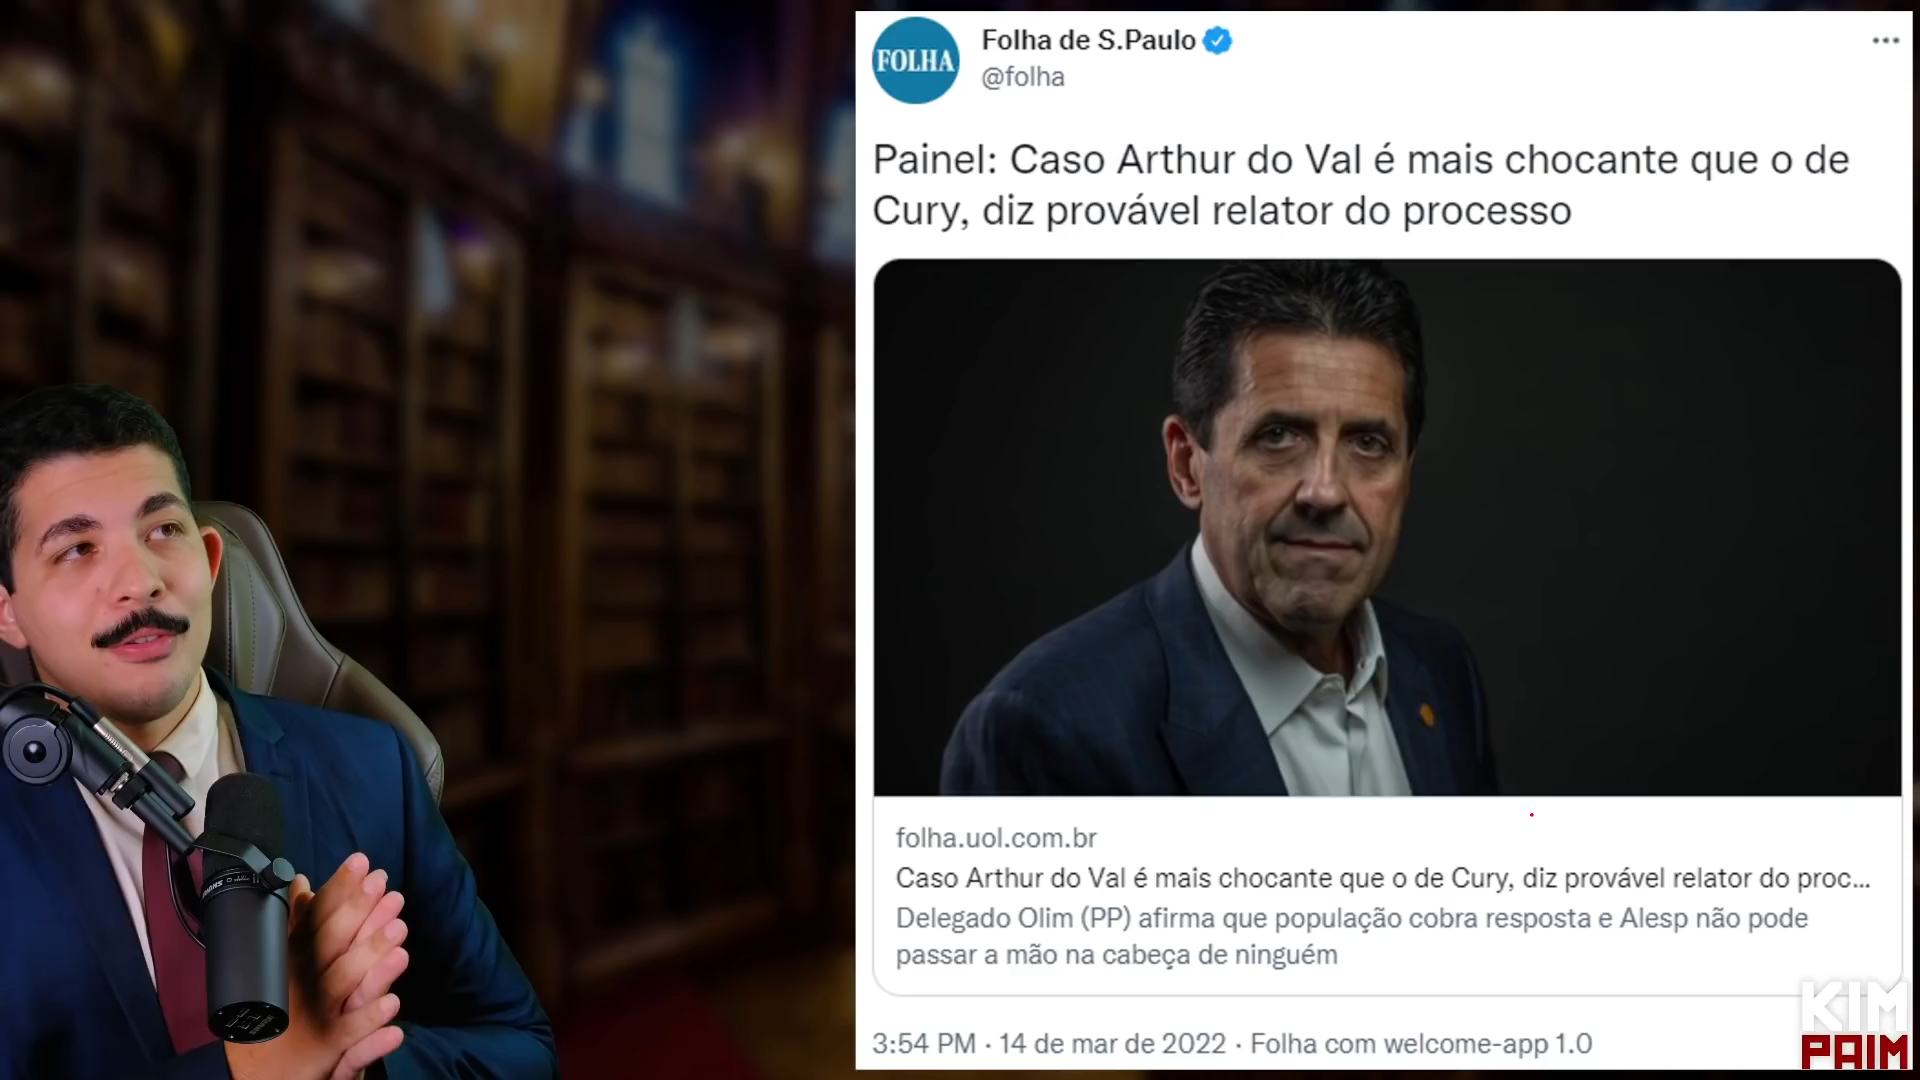 FOLHA
Folha de S.Paulo
@folha
Painel: Caso Arthur do Val é mais chocante que o de
Cury, diz provável relator do processo
folha.uol.com.br
Caso Arthur do Val é mais chocante que o de Cury, diz provável relator do proc...
Delegado Olim (PP) afirma que população cobra resposta e Alesp não pode
passar a mão na cabeça de ninguém
3:54 PM · 14 de mar de 2022 · Folha com welcome-app 1.0
KIM
PAIM
SHURE